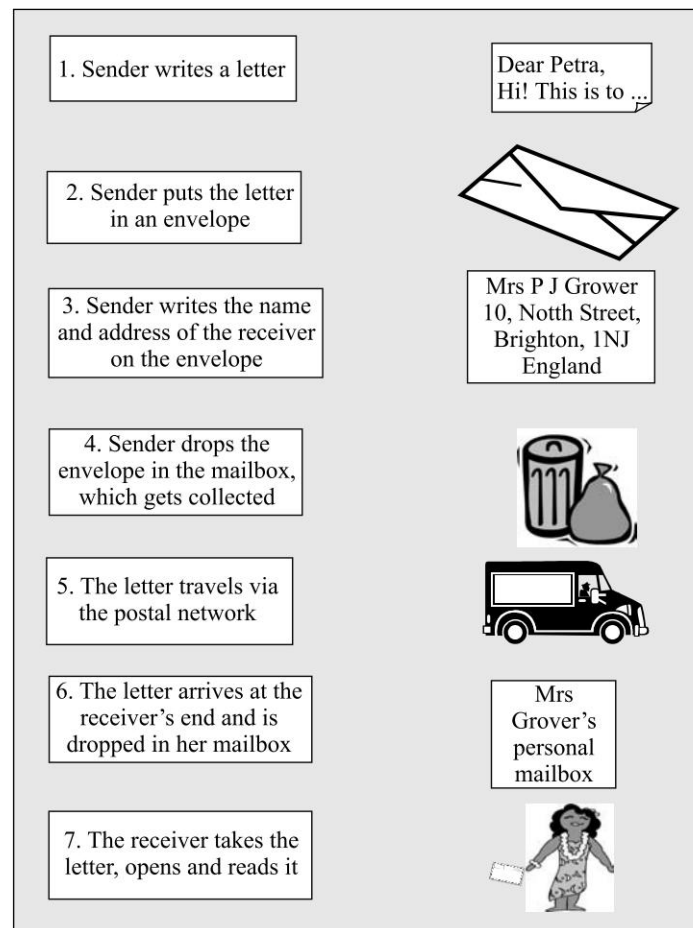 1. Sender writes a letter
Dear Petra,
Hi! This is to ...
2. Sender puts the letter
in an envelope
3. Sender writes the name
and address of the receiver
on the envelope
Mrs P J Grower
10, Notth Street,
Brighton, 1NJ
England
4. Sender drops the
envelope in the mailbox,
which gets collected
5. The letter travels via
the postal network
6. The letter arrives at the
receiver’s end and is
dropped in her mailbox
Mrs
Grover’s
personal
mailbox
7. The receiver takes the
letter, opens and reads it